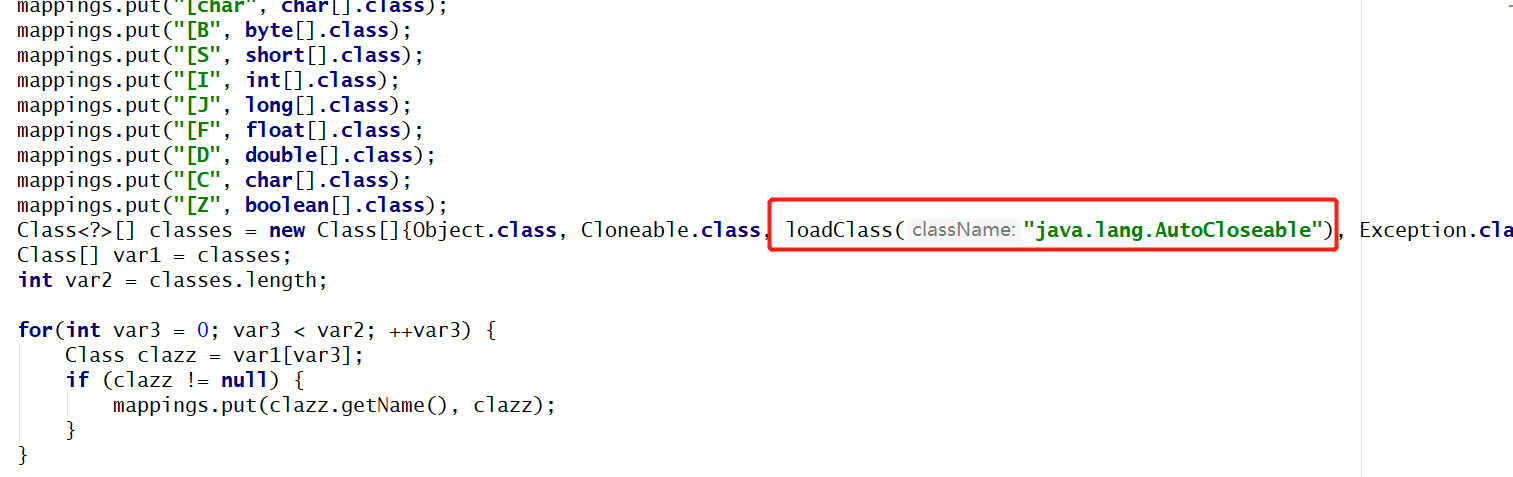 mappings.put("[char", char[].class);
mappings.put("[B", byte[].class);
mappings.put("[S", short[].class);
mappings.put("[I", int[].class);
mappings.put("[J", long[].class);
mappings.put("[F", float[].class);
mappings.put("[D", double[].class);
mappings.put("[C", char[].class);
mappings.put("[Z", boolean[].class);
Class<?>[] classes = new Class[]{Object.class, Cloneable.class, loadClass( className: "java.lang.AutoCloseable"), Exception.cla
Class[] var1 = classes;
int var2 = classes.length;
for(int var3 = 0; var3 < var2; ++var3) {
Class clazz = var1[var3];
if (clazz != null) {
mappings.put(clazz.getName(), clazz);
}
}